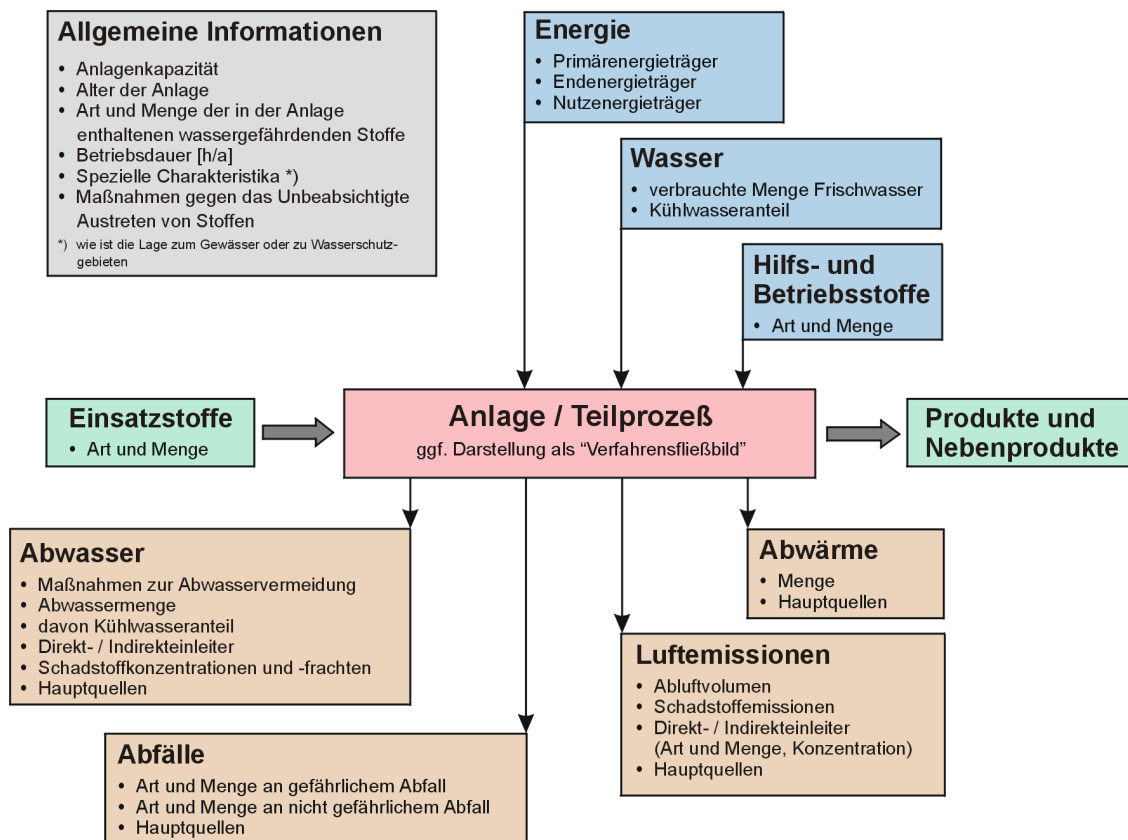 Allgemeine Informationen
• Anlagenkapazität
• Alter der Anlage
• Art und Menge der in der Anlage
enthaltenen wassergefährdenden Stoffe
• Betriebsdauer [h/a]
• Spezielle Charakteristika *)
• Maßnahmen gegen das Unbeabsichtigte
Austreten von Stoffen
*) wie ist die Lage zum Gewässer oder zu Wasserschutz-
gebieten
Energie
• Primärenergieträger
• Endenergieträger
• Nutzenergieträger
Wasser
• verbrauchte Menge Frischwasser
• Kühlwasseranteil
Hilfs- und
Betriebsstoffe
• Art und Menge
Einsatzstoffe
• Art und Menge
Anlage / Teilprozeß
ggf. Darstellung als “Verfahrensfließbild”
Produkte und
Nebenprodukte
Abwasser
• Maßnahmen zur Abwasservermeidung
• Abwassermenge
• davon Kühlwasseranteil
• Direkt- / Indirekteinleiter
• Schadstoffkonzentrationen und -frachten
• Hauptquellen
Abwärme
• Menge
• Hauptquellen
Luftemissionen
• Abluftvolumen
• Schadstoffemissionen
• Direkt- / Indirekteinleiter
(Art und Menge, Konzentration)
• Hauptquellen
Abfälle
• Art und Menge an gefährlichem Abfall
• Art und Menge an nicht gefährlichem Abfall
• Hauptquellen